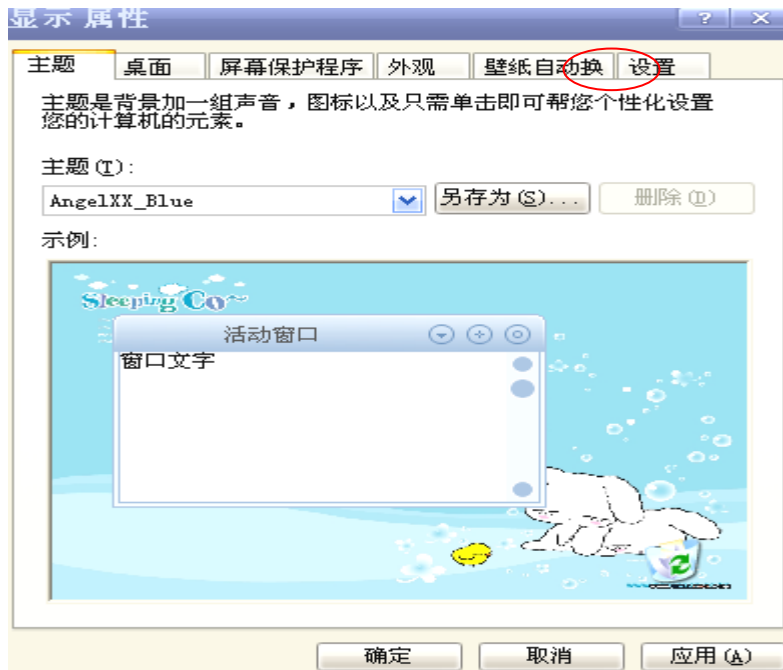 显示 属性
主题 桌面 屏幕保护程序 外观 壁纸自动换 设置
主题是背景加一组声音，图标以及只需单击即可帮您个性化设置
您的计算机的元素。
主题(T):
AngelXX_Blue 另存为(S)... 删除(D)
示例:
Sleeping Co~
活动窗口
窗口文字
确定 取消 应用(A)